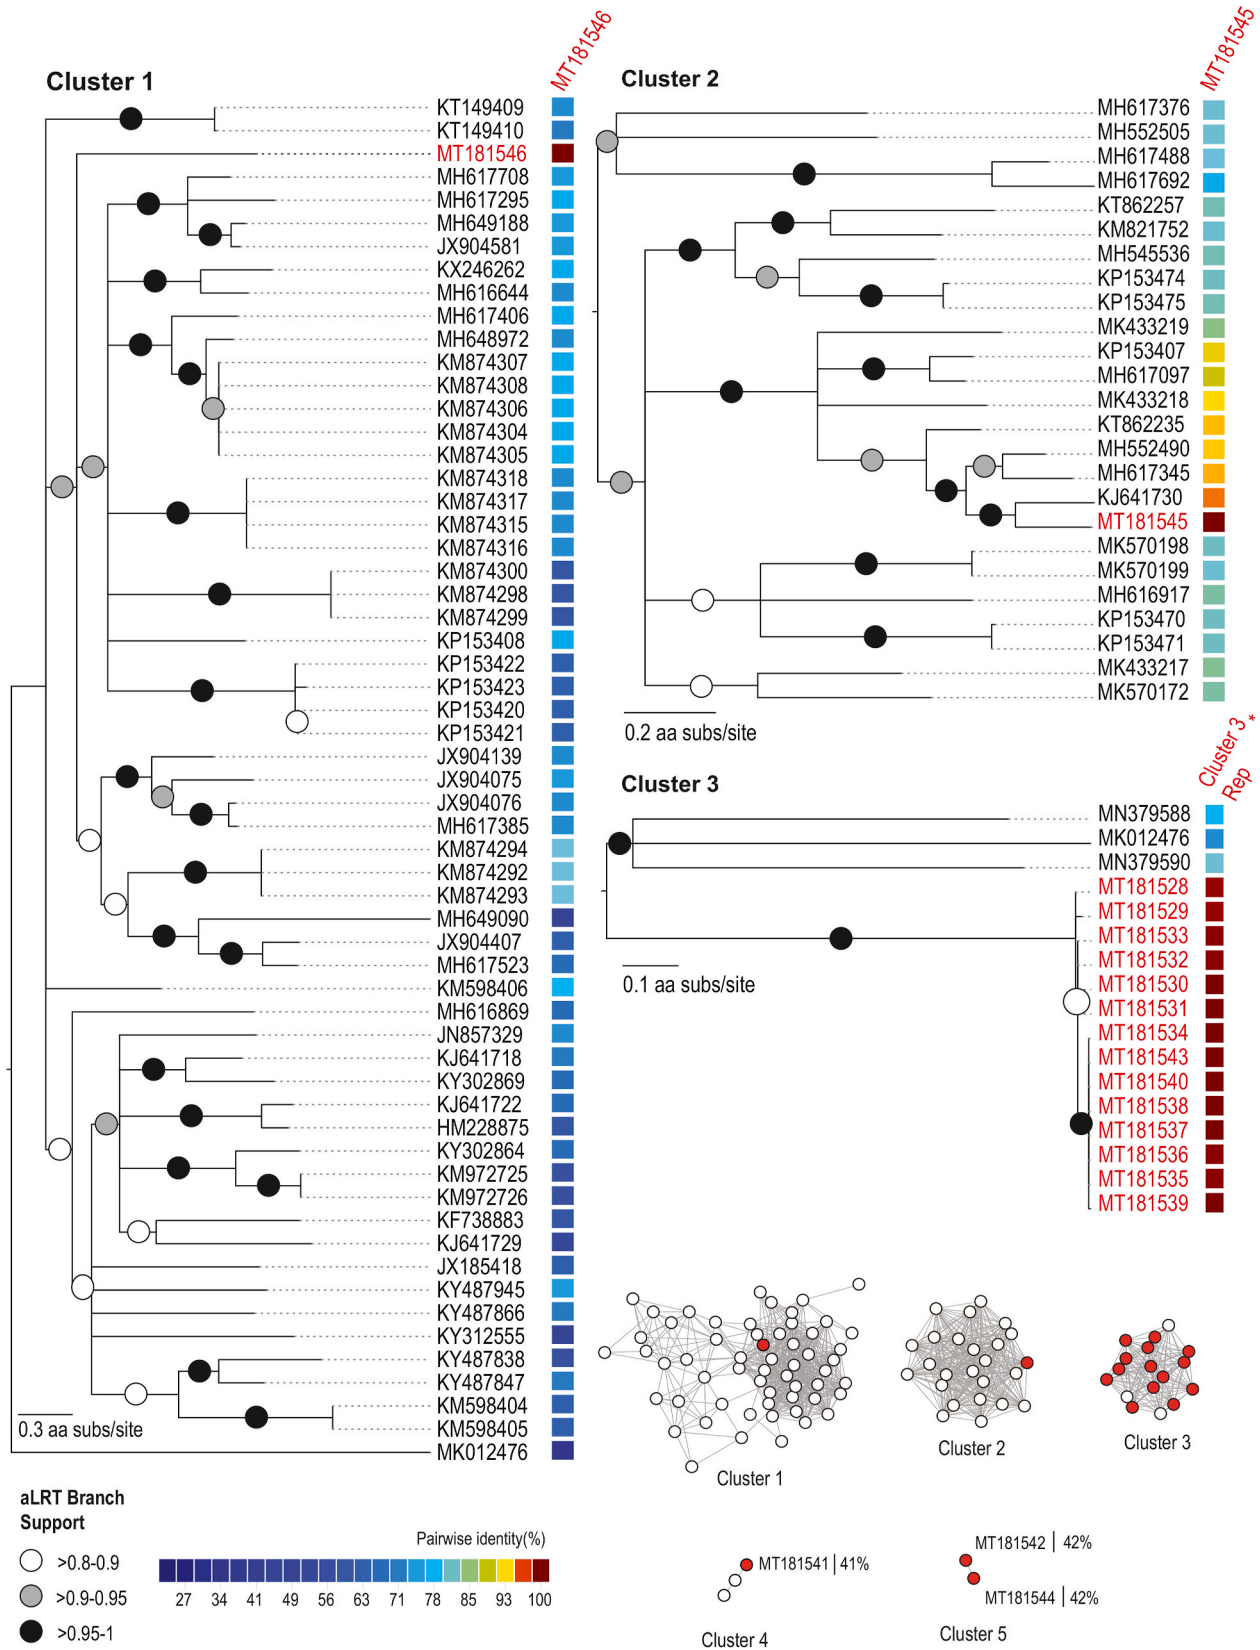 Cluster 1
MT181546
KT149409
KT149410
MT181546
MH617708
MH617295
MH649188
JX904581
KX246262
MH616644
MH617406
MH648972
KM874307
KM874308
KM874306
KM874304
KM874305
KM874318
KM874317
KM874315
KM874316
KM874300
KM874298
KM874299
KP153408
KP153422
KP153423
KP153420
KP153421
JX904139
JX904075
JX904076
MH617385
KM874294
KM874292
KM874293
MH649090
JX904407
MH617523
KM598406
MH616869
JN857329
KJ641718
KY302869
KJ641722
HM228875
KY302864
KM972725
KM972726
KF738883
KJ641729
JX185418
KY487945
KY487866
KY312555
KY487838
KY487847
KM598404
KM598405
MK012476
0.3 aa subs/site
Cluster 2
MT181545
MH617376
MH552505
MH617488
MH617692
KT862257
KM821752
MH545536
KP153474
KP153475
MK433219
KP153407
MH617097
MK433218
KT862235
MH552490
MH617345
KJ641730
MT181545
MK570198
MK570199
MH616917
KP153470
KP153471
MK433217
MK570172
0.2 aa subs/site
Cluster 3
Cluster 3 *
Rep
MN379588
MK012476
MN379590
MT181528
MT181529
MT181533
MT181532
MT181530
MT181531
MT181534
MT181543
MT181540
MT181538
MT181537
MT181536
MT181535
MT181539
0.1 aa subs/site
Cluster 1
Cluster 2
Cluster 3
aLRT Branch
Support
>0.8-0.9
>0.9-0.95
>0.95-1
Pairwise identity(%)
27 34 41 49 56 63 71 78 85 93 100
MT181541 | 41%
Cluster 4
MT181542 | 42%
MT181544 | 42%
Cluster 5